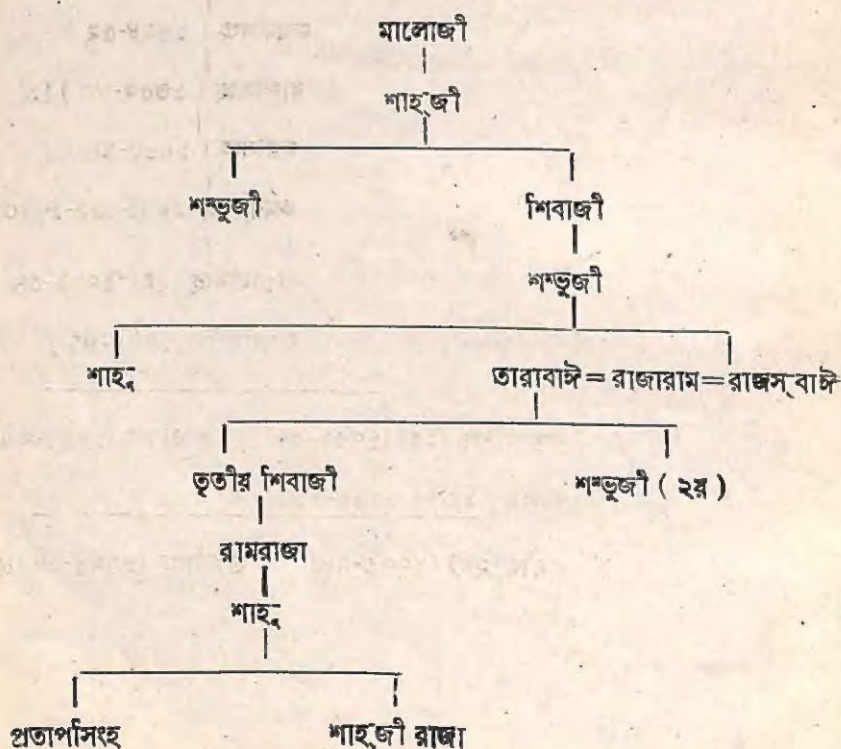 মালোজী
শাহ্জী
শম্ভুজী শিবাজী
শম্ভুজী
শাহু তারাবাঈ = রাজারাম = রাজস্‌বাঈ
তৃতীয় শিবাজী শম্ভুজী ( ২য় )
রামরাজা
শাহু
প্রতাপসিংহ শাহ্জী রাজা